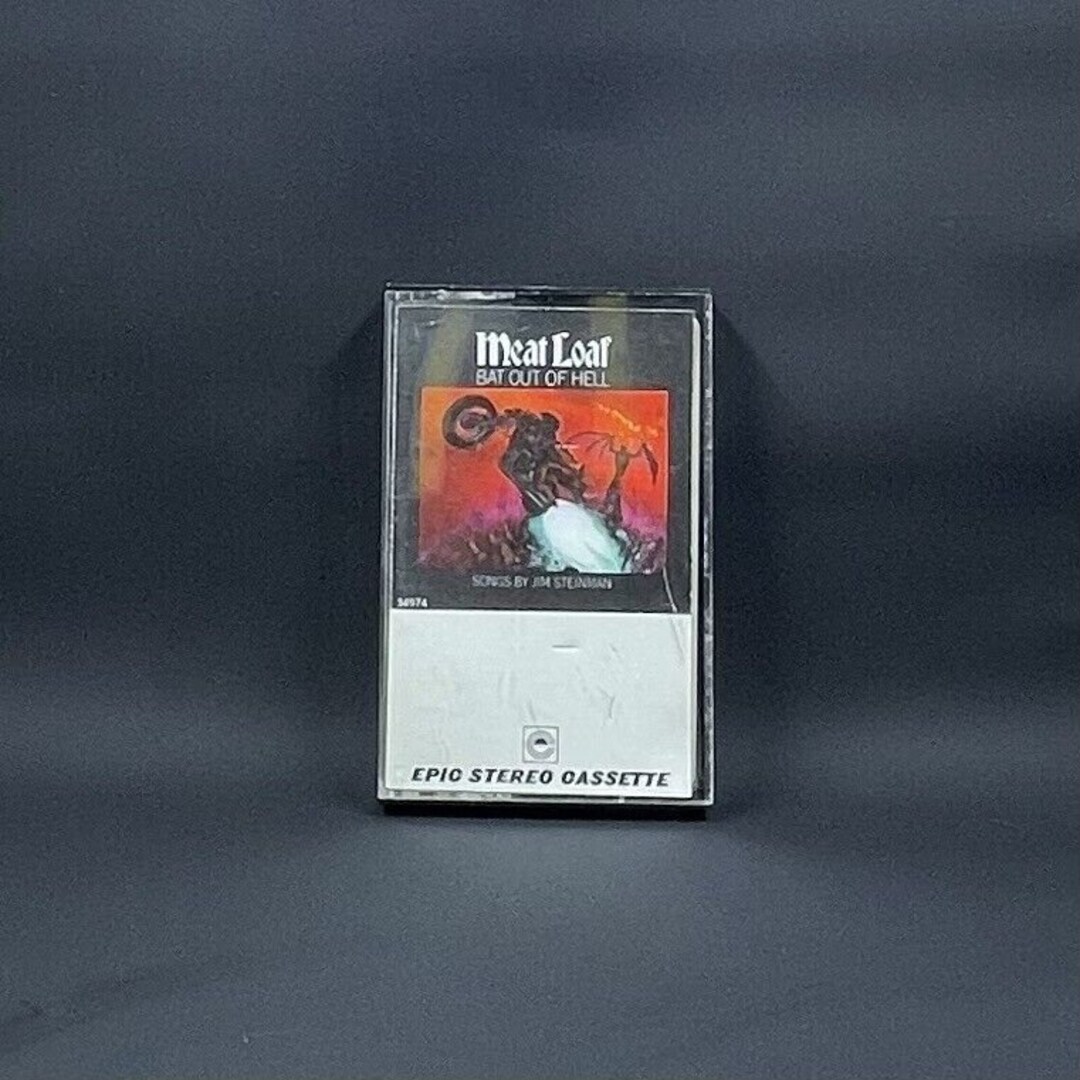 Meat Loaf
BAT OUT OF HELL
SONGS BY JIM STEINMAN
34974
EPIC STEREO CASSETTE